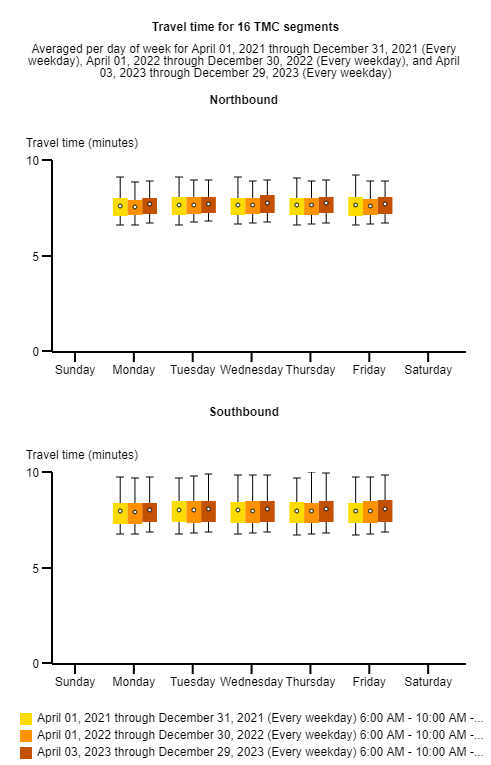 Travel time for 16 TMC segments
Averaged per day of week for April 01, 2021 through December 31, 2021 (Every
weekday), April 01, 2022 through December 30, 2022 (Every weekday), and April
03, 2023 through December 29, 2023 (Every weekday)
Northbound
Travel time (minutes)
10
5
0
Sunday Monday Tuesday Wednesday Thursday Friday Saturday
Southbound
Travel time (minutes)
10
5
0
Sunday Monday Tuesday Wednesday Thursday Friday Saturday
April 01, 2021 through December 31, 2021 (Every weekday) 6:00 AM - 10:00 AM -...
April 01, 2022 through December 30, 2022 (Every weekday) 6:00 AM - 10:00 AM -...
April 03, 2023 through December 29, 2023 (Every weekday) 6:00 AM - 10:00 AM -...